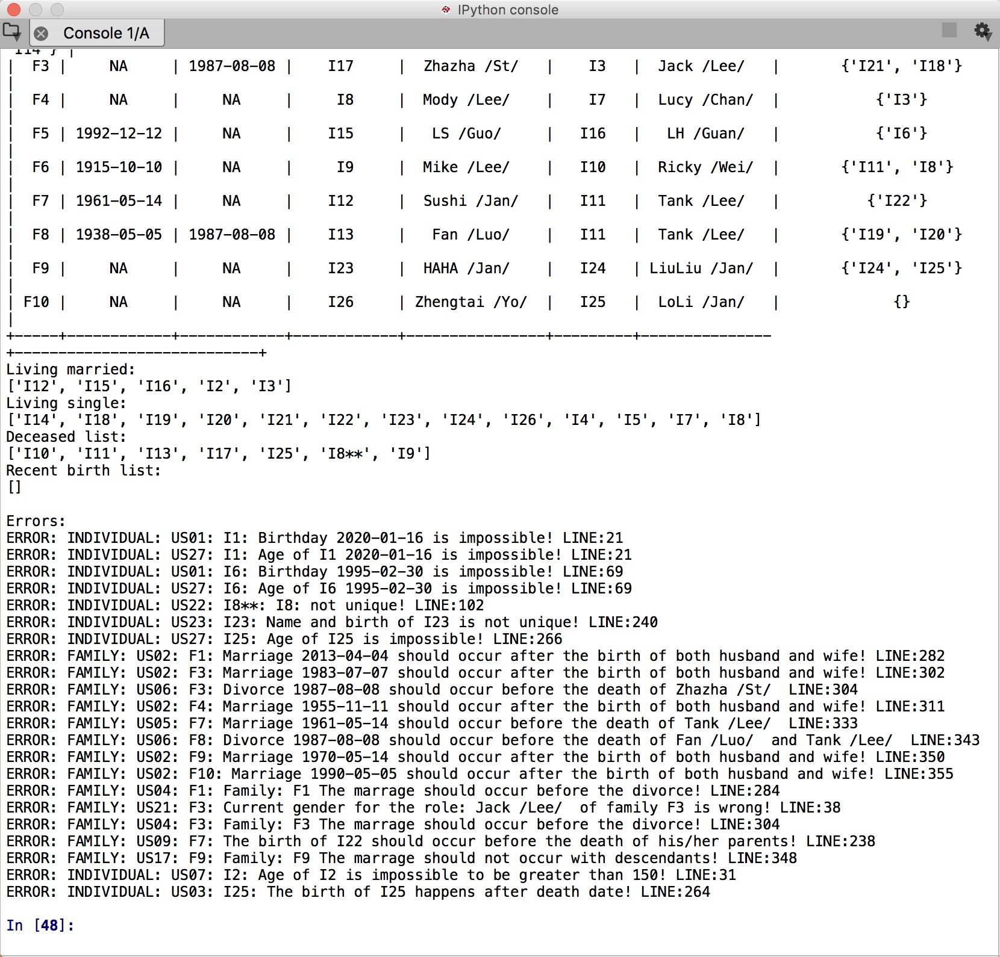 IPython console
Console 1/A
'I14'} |
| F3 | NA | 1987-08-08 | I17 | Zhazha /St/ | I3 | Jack /Lee/ | {'I21', 'I18'}
|
| F4 | NA | NA | I8 | Mody /Lee/ | I7 | Lucy /Chan/ | {'I3'}
|
| F5 | 1992-12-12 | NA | I15 | LS /Guo/ | I16 | LH /Guan/ | {'I6'}
|
| F6 | 1915-10-10 | NA | I9 | Mike /Lee/ | I10 | Ricky /Wei/ | {'I11', 'I8'}
|
| F7 | 1961-05-14 | NA | I12 | Sushi /Jan/ | I11 | Tank /Lee/ | {'I22'}
|
| F8 | 1938-05-05 | 1987-08-08 | I13 | Fan /Luo/ | I11 | Tank /Lee/ | {'I19', 'I20'}
|
| F9 | NA | NA | I23 | HAHA /Jan/ | I24 | LiuLiu /Jan/ | {'I24', 'I25'}
|
| F10 | NA | NA | I26 | Zhengtai /Yo/ | I25 | LoLi /Jan/ | {}
|
+-----+------------+------------+------------+----------------+---------+---------------
+----------------------------+
Living married:
['I12', 'I15', 'I16', 'I2', 'I3']
Living single:
['I14', 'I18', 'I19', 'I20', 'I21', 'I22', 'I23', 'I24', 'I26', 'I4', 'I5', 'I7', 'I8']
Deceased list:
['I10', 'I11', 'I13', 'I17', 'I25', 'I8**', 'I9']
Recent birth list:
[]
Errors:
ERROR: INDIVIDUAL: US01: I1: Birthday 2020-01-16 is impossible! LINE:21
ERROR: INDIVIDUAL: US27: I1: Age of I1 2020-01-16 is impossible! LINE:21
ERROR: INDIVIDUAL: US01: I6: Birthday 1995-02-30 is impossible! LINE:69
ERROR: INDIVIDUAL: US27: I6: Age of I6 1995-02-30 is impossible! LINE:69
ERROR: INDIVIDUAL: US22: I8**: I8: not unique! LINE:102
ERROR: INDIVIDUAL: US23: I23: Name and birth of I23 is not unique! LINE:240
ERROR: INDIVIDUAL: US27: I25: Age of I25 is impossible! LINE:266
ERROR: FAMILY: US02: F1: Marriage 2013-04-04 should occur after the birth of both husband and wife! LINE:282
ERROR: FAMILY: US02: F3: Marriage 1983-07-07 should occur after the birth of both husband and wife! LINE:302
ERROR: FAMILY: US06: F3: Divorce 1987-08-08 should occur before the death of Zhazha /St/  LINE:304
ERROR: FAMILY: US02: F4: Marriage 1955-11-11 should occur after the birth of both husband and wife! LINE:311
ERROR: FAMILY: US05: F7: Marriage 1961-05-14 should occur before the death of Tank /Lee/  LINE:333
ERROR: FAMILY: US06: F8: Divorce 1987-08-08 should occur before the death of Fan /Luo/  and Tank /Lee/  LINE:343
ERROR: FAMILY: US02: F9: Marriage 1970-05-14 should occur after the birth of both husband and wife! LINE:350
ERROR: FAMILY: US02: F10: Marriage 1990-05-05 should occur after the birth of both husband and wife! LINE:355
ERROR: FAMILY: US04: F1: Family: F1 The marrage should occur before the divorce! LINE:284
ERROR: FAMILY: US21: F3: Current gender for the role: Jack /Lee/  of family F3 is wrong! LINE:38
ERROR: FAMILY: US04: F3: Family: F3 The marrage should occur before the divorce! LINE:304
ERROR: FAMILY: US09: F7: The birth of I22 should occur before the death of his/her parents! LINE:238
ERROR: FAMILY: US17: F9: Family: F9 The marrage should not occur with descendants! LINE:348
ERROR: INDIVIDUAL: US07: I2: Age of I2 is impossible to be greater than 150! LINE:31
ERROR: INDIVIDUAL: US03: I25: The birth of I25 happens after death date! LINE:264
In [48]: